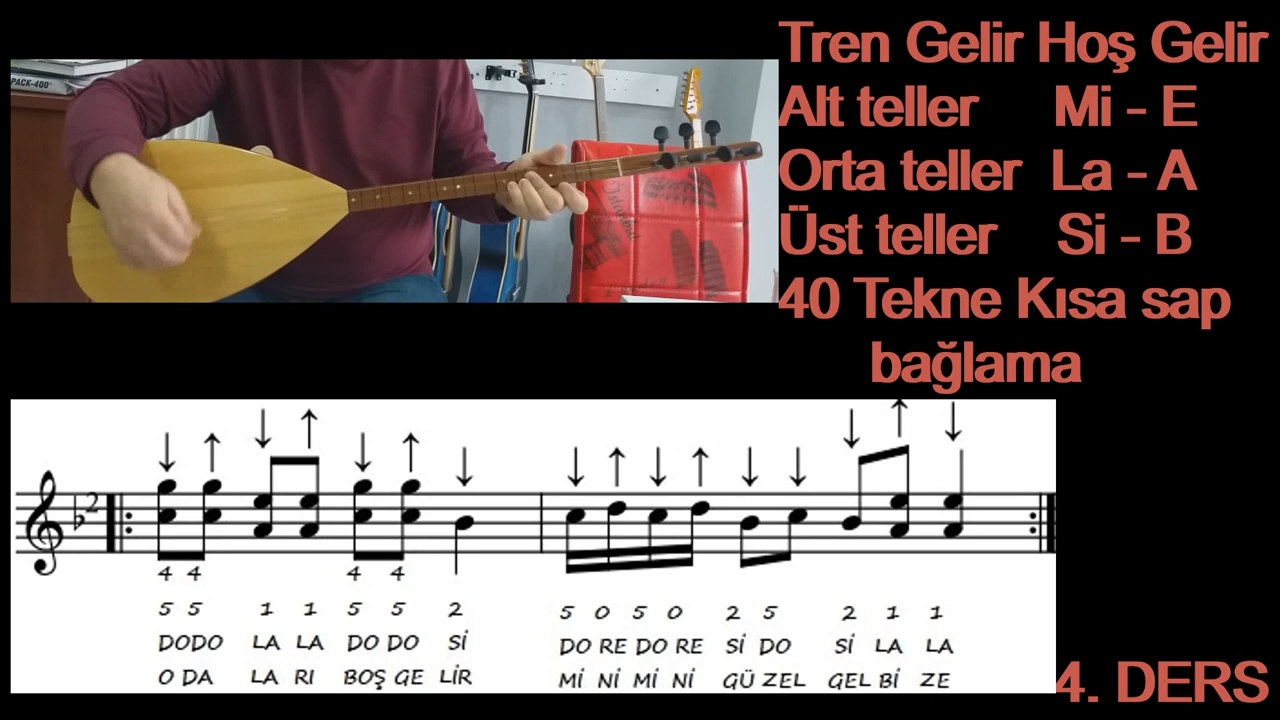 Tren Gelir Hoş Gelir
Alt teller Mi - E
Orta teller La - A
Üst teller Si - B
40 Tekne Kısa sap
bağlama
PACK-400
2
4 4 4 4
5 5 1 1 5 5 2 5 0 5 0 2 5 2 1 1
DODO LA LA DO DO Sİ DO RE DO RE Sİ DO Sİ LA LA
O DA LA RI BOŞ GE LİR Mİ Nİ Mİ Nİ GÜ ZEL GEL Bİ ZE
4. DERS